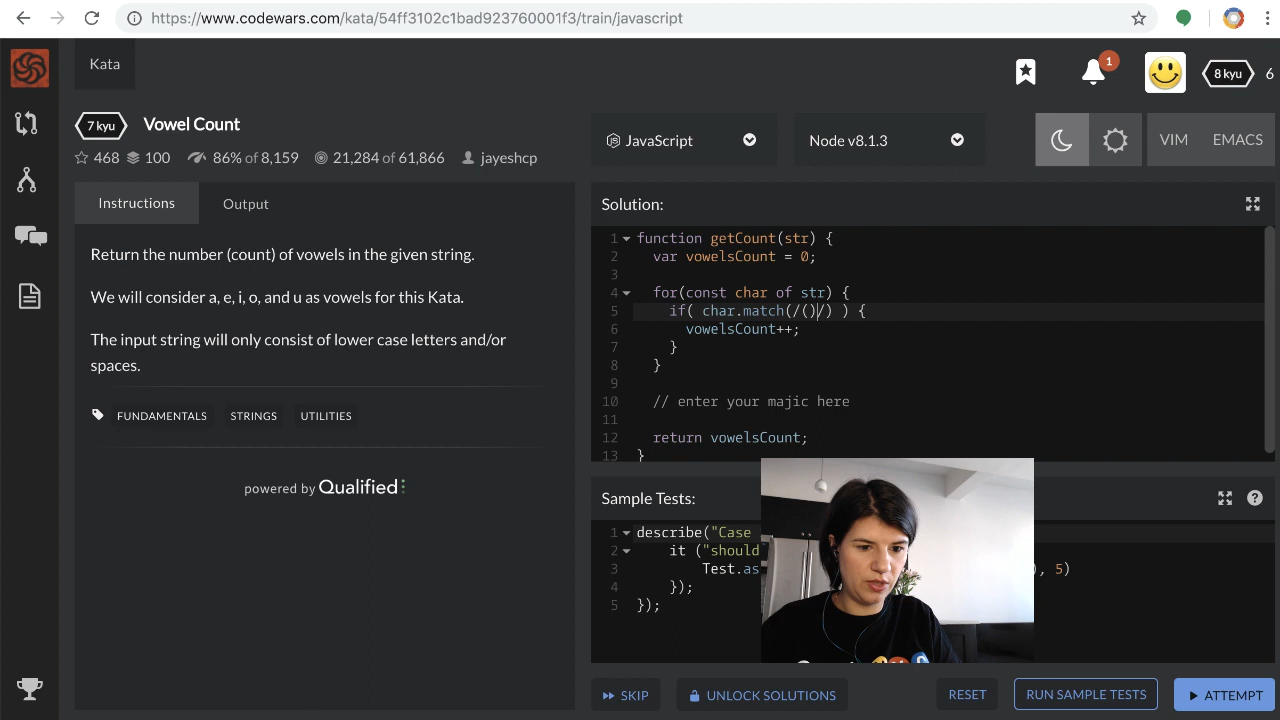 https://www.codewars.com/kata/54ff3102c1bad923760001f3/train/javascript
Kata
1
8 kyu
6
7 kyu
Vowel Count
468 100 86% of 8,159 21,284 of 61,866 jayeshcp
JavaScript
Node v8.1.3
VIM
EMACS
Instructions
Output
Return the number (count) of vowels in the given string.
We will consider a, e, i, o, and u as vowels for this Kata.
The input string will only consist of lower case letters and/or
spaces.
FUNDAMENTALS STRINGS UTILITIES
powered by Qualified
Solution:
1 function getCount(str) {
2 var vowelsCount = 0;
3
4 for(const char of str) {
5 if( char.match(/()/) ) {
6 vowelsCount++;
7 }
8 }
9
10 // enter your majic here
11
12 return vowelsCount;
13 }
Sample Tests:
?
1 describe("Case
2 it ("should
3 Test.as ), 5)
4 });
5 });
SKIP
UNLOCK SOLUTIONS
RESET
RUN SAMPLE TESTS
ATTEMPT